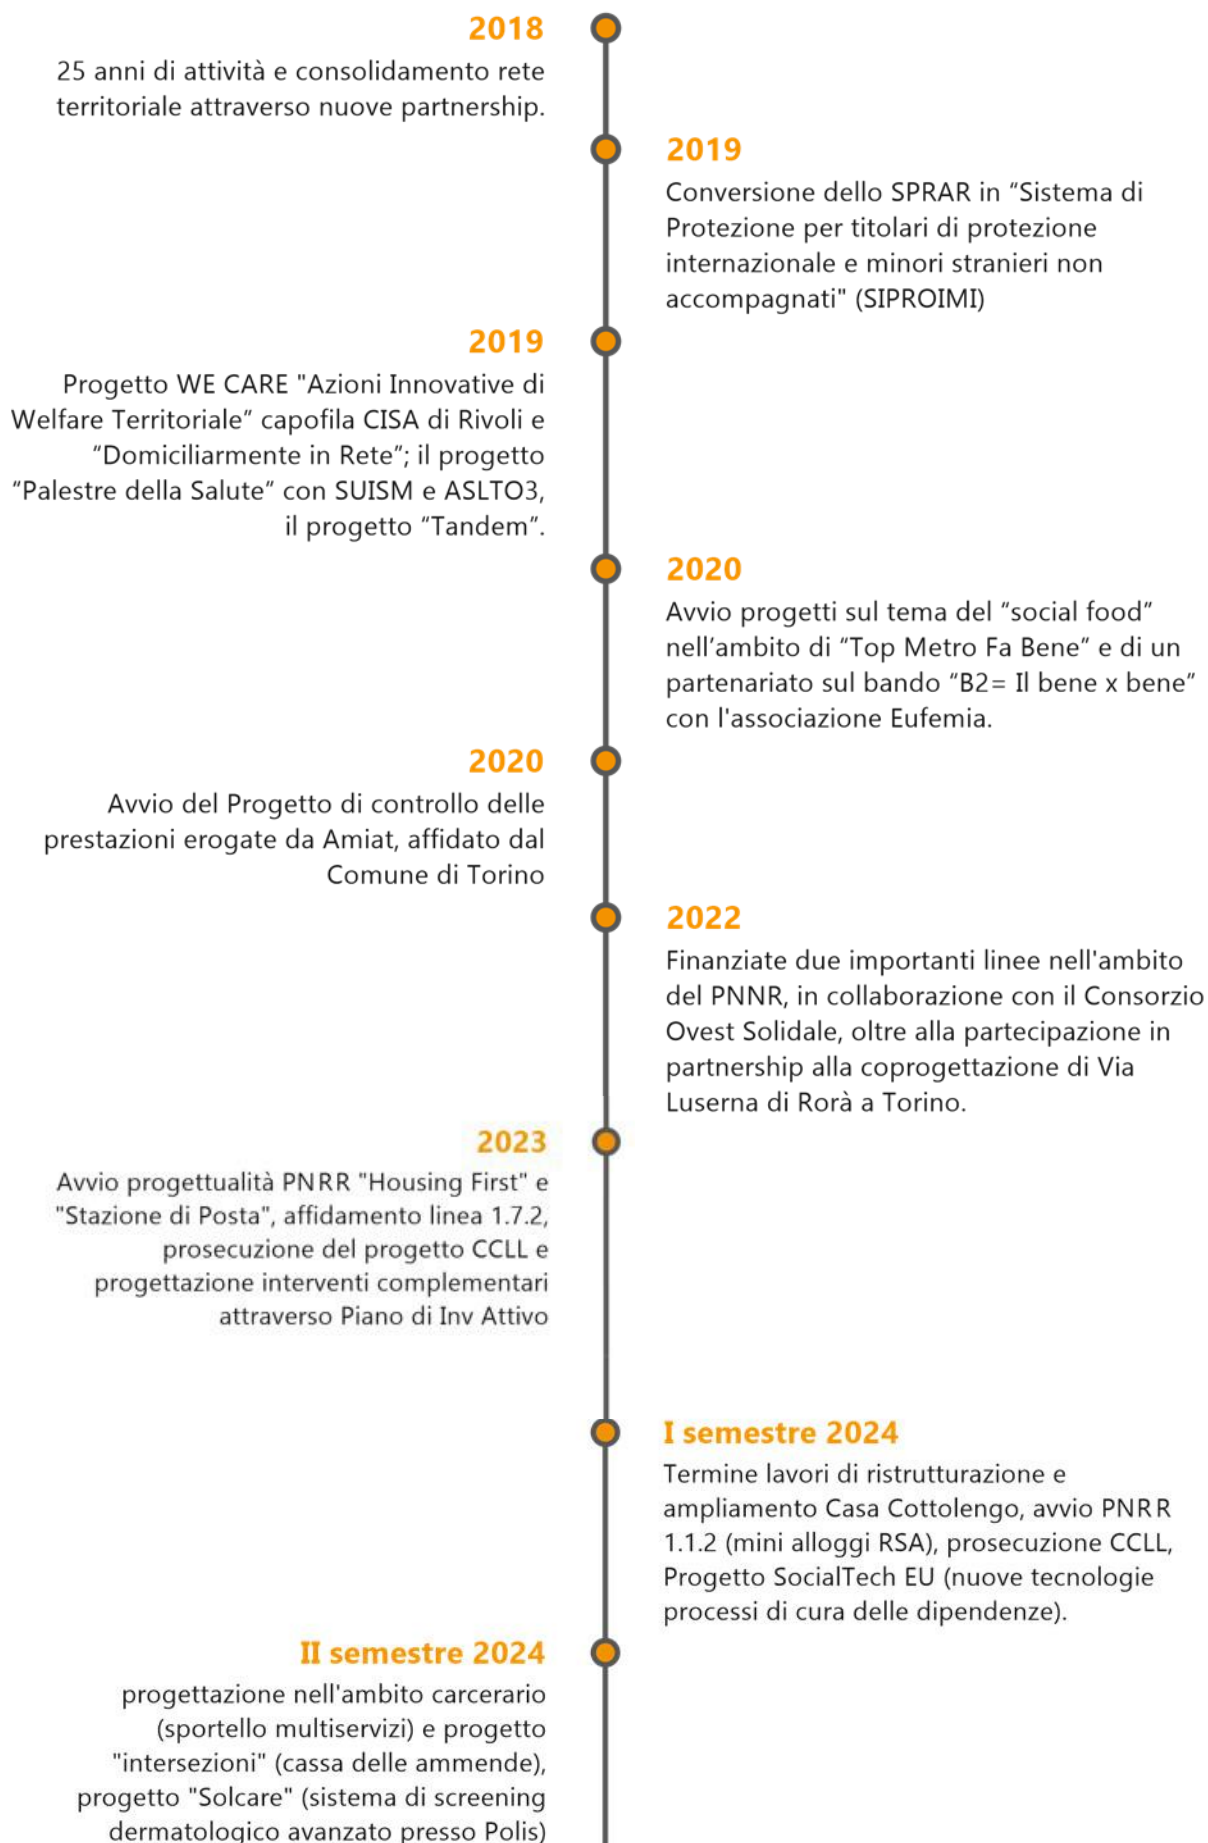 2018
25 anni di attività e consolidamento rete
territoriale attraverso nuove partnership.
2019
Conversione dello SPRAR in “Sistema di
Protezione per titolari di protezione
internazionale e minori stranieri non
accompagnati" (SIPROIMI)
2019
Progetto WE CARE "Azioni Innovative di
Welfare Territoriale” capofila CISA di Rivoli e
“Domiciliarmente in Rete”; il progetto
“Palestre della Salute” con SUISM e ASLTO3,
il progetto “Tandem”.
2020
Avvio progetti sul tema del “social food”
nell’ambito di “Top Metro Fa Bene” e di un
partenariato sul bando “B2= Il bene x bene”
con l'associazione Eufemia.
2020
Avvio del Progetto di controllo delle
prestazioni erogate da Amiat, affidato dal
Comune di Torino
2022
Finanziate due importanti linee nell'ambito
del PNNR, in collaborazione con il Consorzio
Ovest Solidale, oltre alla partecipazione in
partnership alla coprogettazione di Via
Luserna di Rorà a Torino.
2023
Avvio progettualità PNRR "Housing First" e
"Stazione di Posta", affidamento linea 1.7.2,
prosecuzione del progetto CCLL e
progettazione interventi complementari
attraverso Piano di Inv Attivo
I semestre 2024
Termine lavori di ristrutturazione e
ampliamento Casa Cottolengo, avvio PNRR
1.1.2 (mini alloggi RSA), prosecuzione CCLL,
Progetto SocialTech EU (nuove tecnologie
processi di cura delle dipendenze).
II semestre 2024
progettazione nell'ambito carcerario
(sportello multiservizi) e progetto
"intersezioni" (cassa delle ammende),
progetto "Solcare" (sistema di screening
dermatologico avanzato presso Polis)